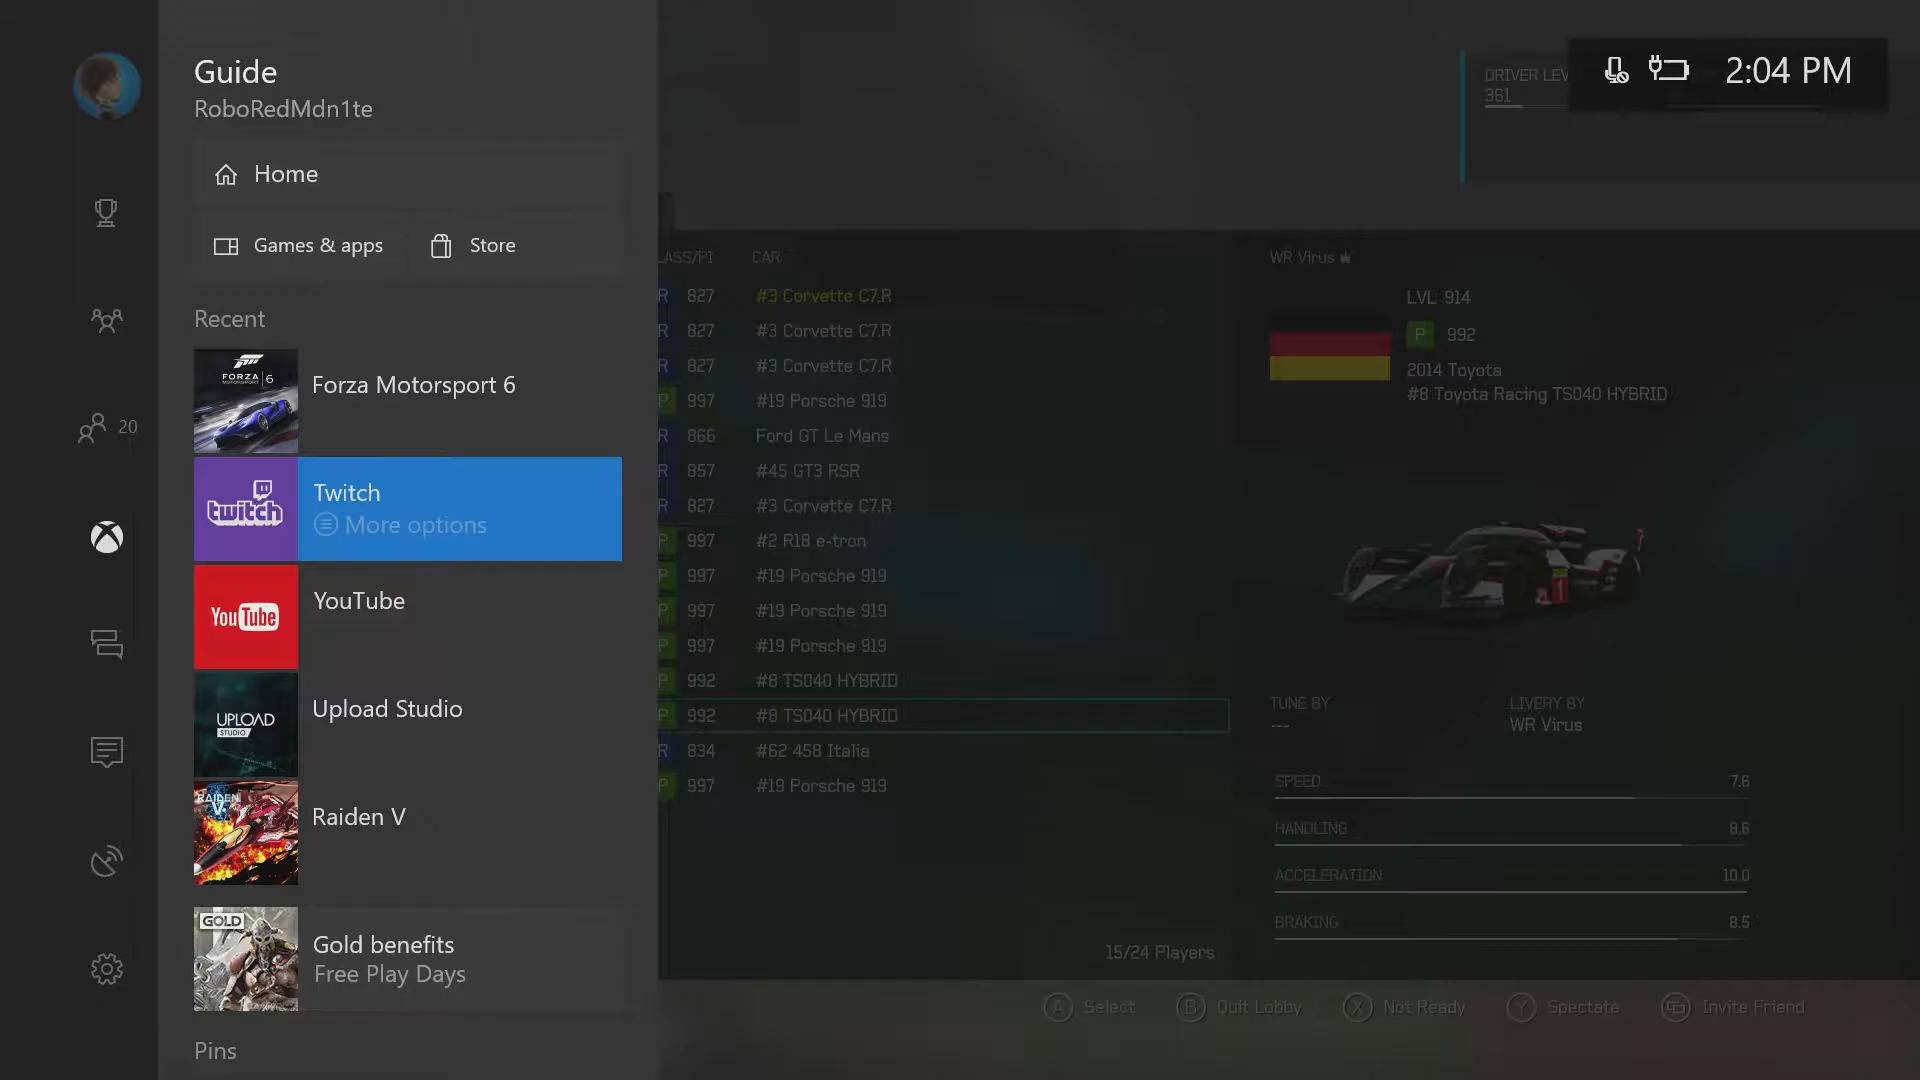 Guide
RoboRedMdn1te
Home
Games & apps
Store
Recent
FORZA
MOTORSPORT 6
Forza Motorsport 6
20
twitch
Twitch
More options
YouTube
YouTube
UPLOAD
STUDIO
Upload Studio
RAIDEN
V
Raiden V
GOLD
Gold benefits
Free Play Days
Pins
DRIVER LEV
361
2:04 PM
LASS/PI CAR
R 827 #3 Corvette C7.R
R 827 #3 Corvette C7.R
R 827 #3 Corvette C7.R
P 997 #19 Porsche 919
R 866 Ford GT Le Mans
R 857 #45 GT3 RSR
R 827 #3 Corvette C7.R
P 997 #2 R18 e-tron
P 997 #19 Porsche 919
P 997 #19 Porsche 919
P 997 #19 Porsche 919
P 992 #8 TS040 HYBRID
P 992 #8 TS040 HYBRID
R 834 #62 458 Italia
P 997 #19 Porsche 919
15/24 Players
WR Virus
LVL: 914
P 992
2014 Toyota
#8 Toyota Racing TS040 HYBRID
1
TUNE BY
---
LIVERY BY
WR Virus
SPEED 7.6
HANDLING 8.6
ACCELERATION 10.0
BRAKING 8.5
A Select
B Quit Lobby
X Not Ready
Y Spectate
Invite Friend